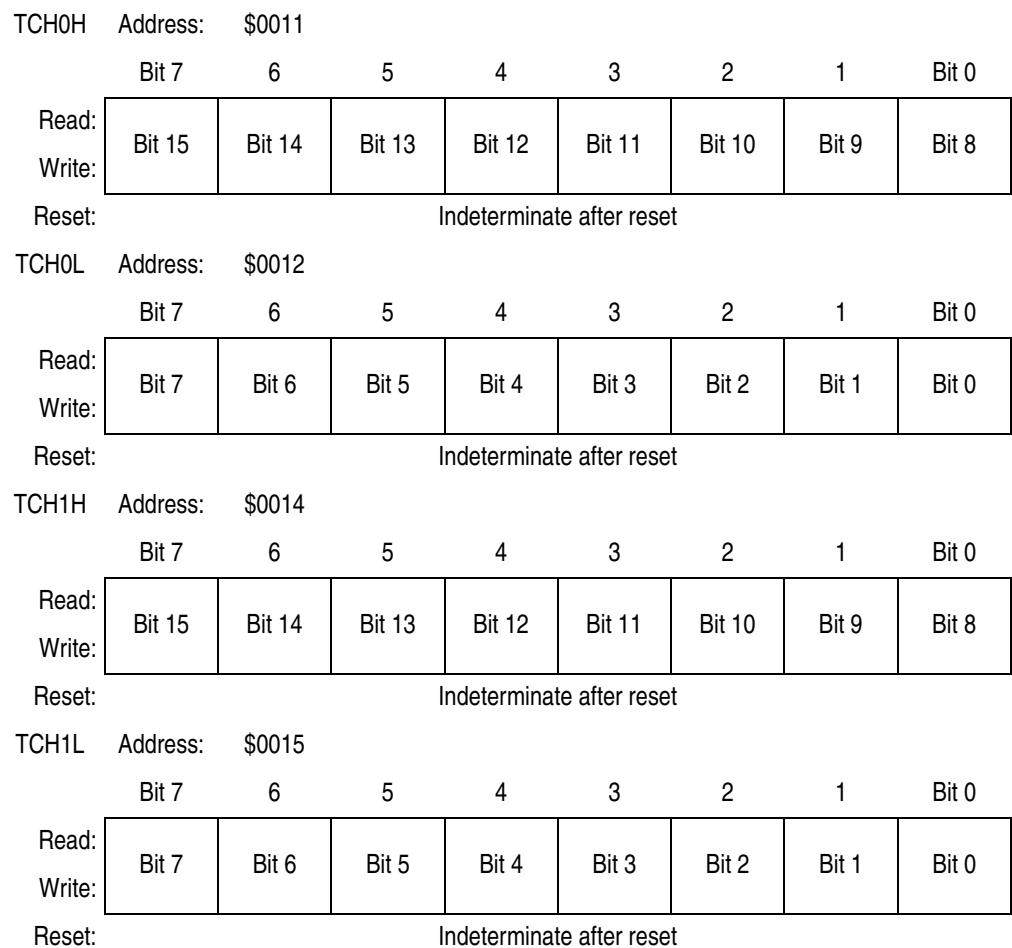 TCH0H Address: $0011
Bit 7 6 5 4 3 2 1 Bit 0
Read:
Bit 15 Bit 14 Bit 13 Bit 12 Bit 11 Bit 10 Bit 9 Bit 8
Write:
Reset: Indeterminate after reset
TCH0L Address: $0012
Bit 7 6 5 4 3 2 1 Bit 0
Read:
Bit 7 Bit 6 Bit 5 Bit 4 Bit 3 Bit 2 Bit 1 Bit 0
Write:
Reset: Indeterminate after reset
TCH1H Address: $0014
Bit 7 6 5 4 3 2 1 Bit 0
Read:
Bit 15 Bit 14 Bit 13 Bit 12 Bit 11 Bit 10 Bit 9 Bit 8
Write:
Reset: Indeterminate after reset
TCH1L Address: $0015
Bit 7 6 5 4 3 2 1 Bit 0
Read:
Bit 7 Bit 6 Bit 5 Bit 4 Bit 3 Bit 2 Bit 1 Bit 0
Write:
Reset: Indeterminate after reset